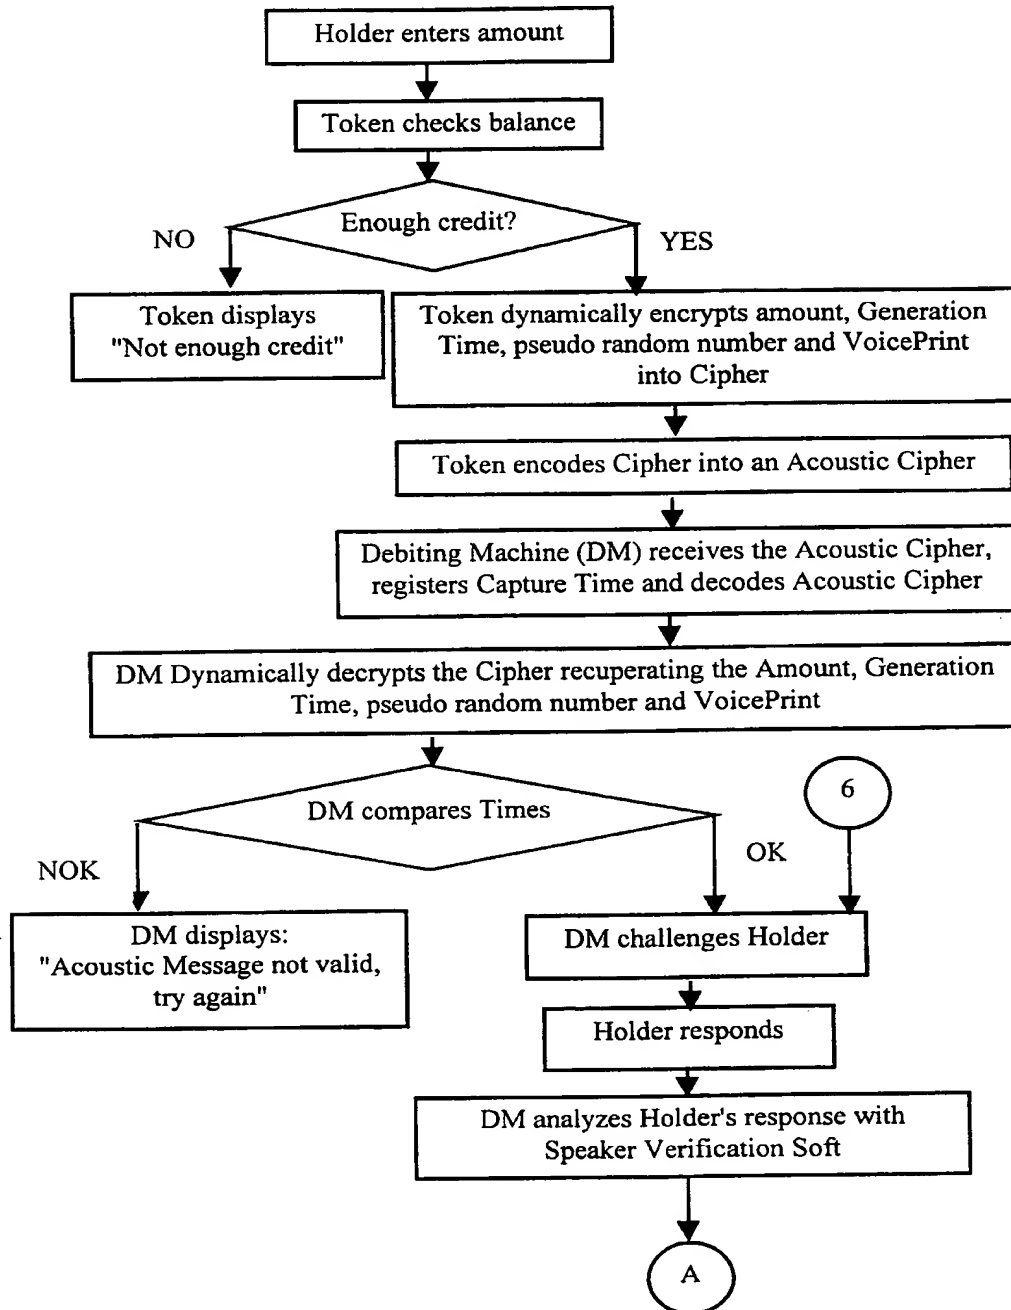 Holder enters amount
Token checks balance
Enough credit?
NO
YES
Token displays
"Not enough credit"
Token dynamically encrypts amount, Generation
Time, pseudo random number and VoicePrint
into Cipher
Token encodes Cipher into an Acoustic Cipher
Debiting Machine (DM) receives the Acoustic Cipher,
registers Capture Time and decodes Acoustic Cipher
DM Dynamically decrypts the Cipher recuperating the Amount, Generation
Time, pseudo random number and VoicePrint
DM compares Times
6
NOK
OK
DM displays:
"Acoustic Message not valid,
try again"
DM challenges Holder
Holder responds
DM analyzes Holder's response with
Speaker Verification Soft
A